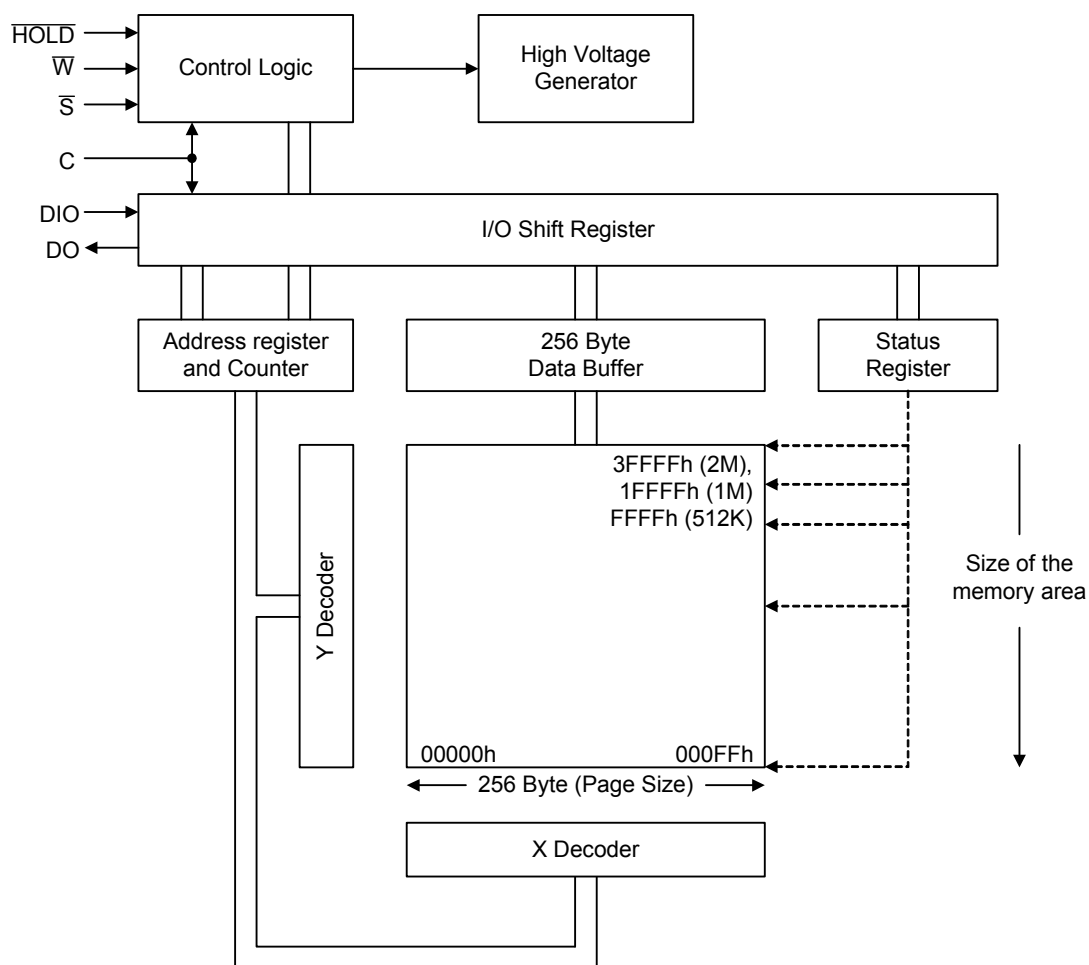 HOLD
W
S
C
DIO
DO
Control Logic
High Voltage
Generator
I/O Shift Register
Address register
and Counter
256 Byte
Data Buffer
Status
Register
Y Decoder
3FFFFh (2M),
1FFFFh (1M)
FFFFh (512K)
Size of the
memory area
00000h
000FFh
256 Byte (Page Size)
X Decoder